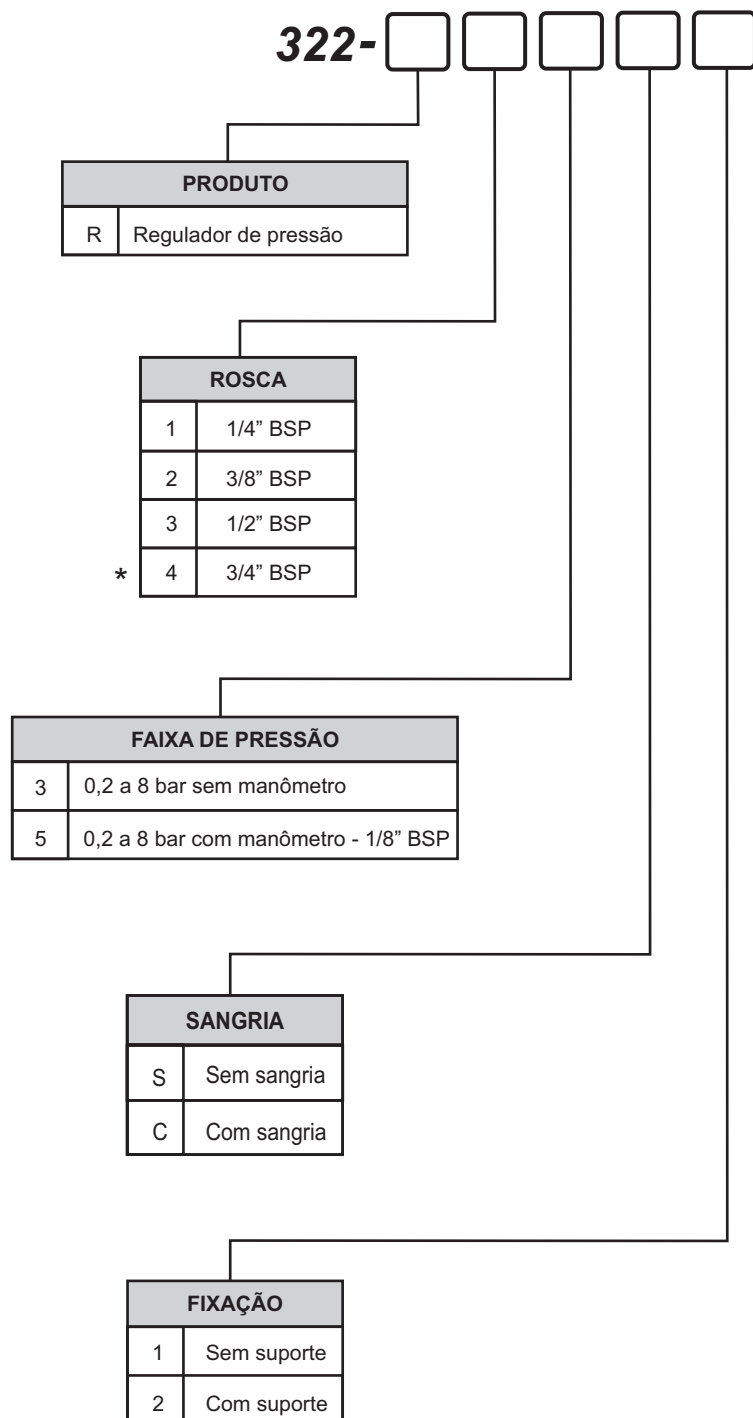 322-
PRODUTO
R Regulador de pressão
ROSCA
1 1/4” BSP
2 3/8” BSP
3 1/2” BSP
* 4 3/4” BSP
FAIXA DE PRESSÃO
3 0,2 a 8 bar sem manômetro
5 0,2 a 8 bar com manômetro - 1/8” BSP
SANGRIA
S Sem sangria
C Com sangria
FIXAÇÃO
1 Sem suporte
2 Com suporte